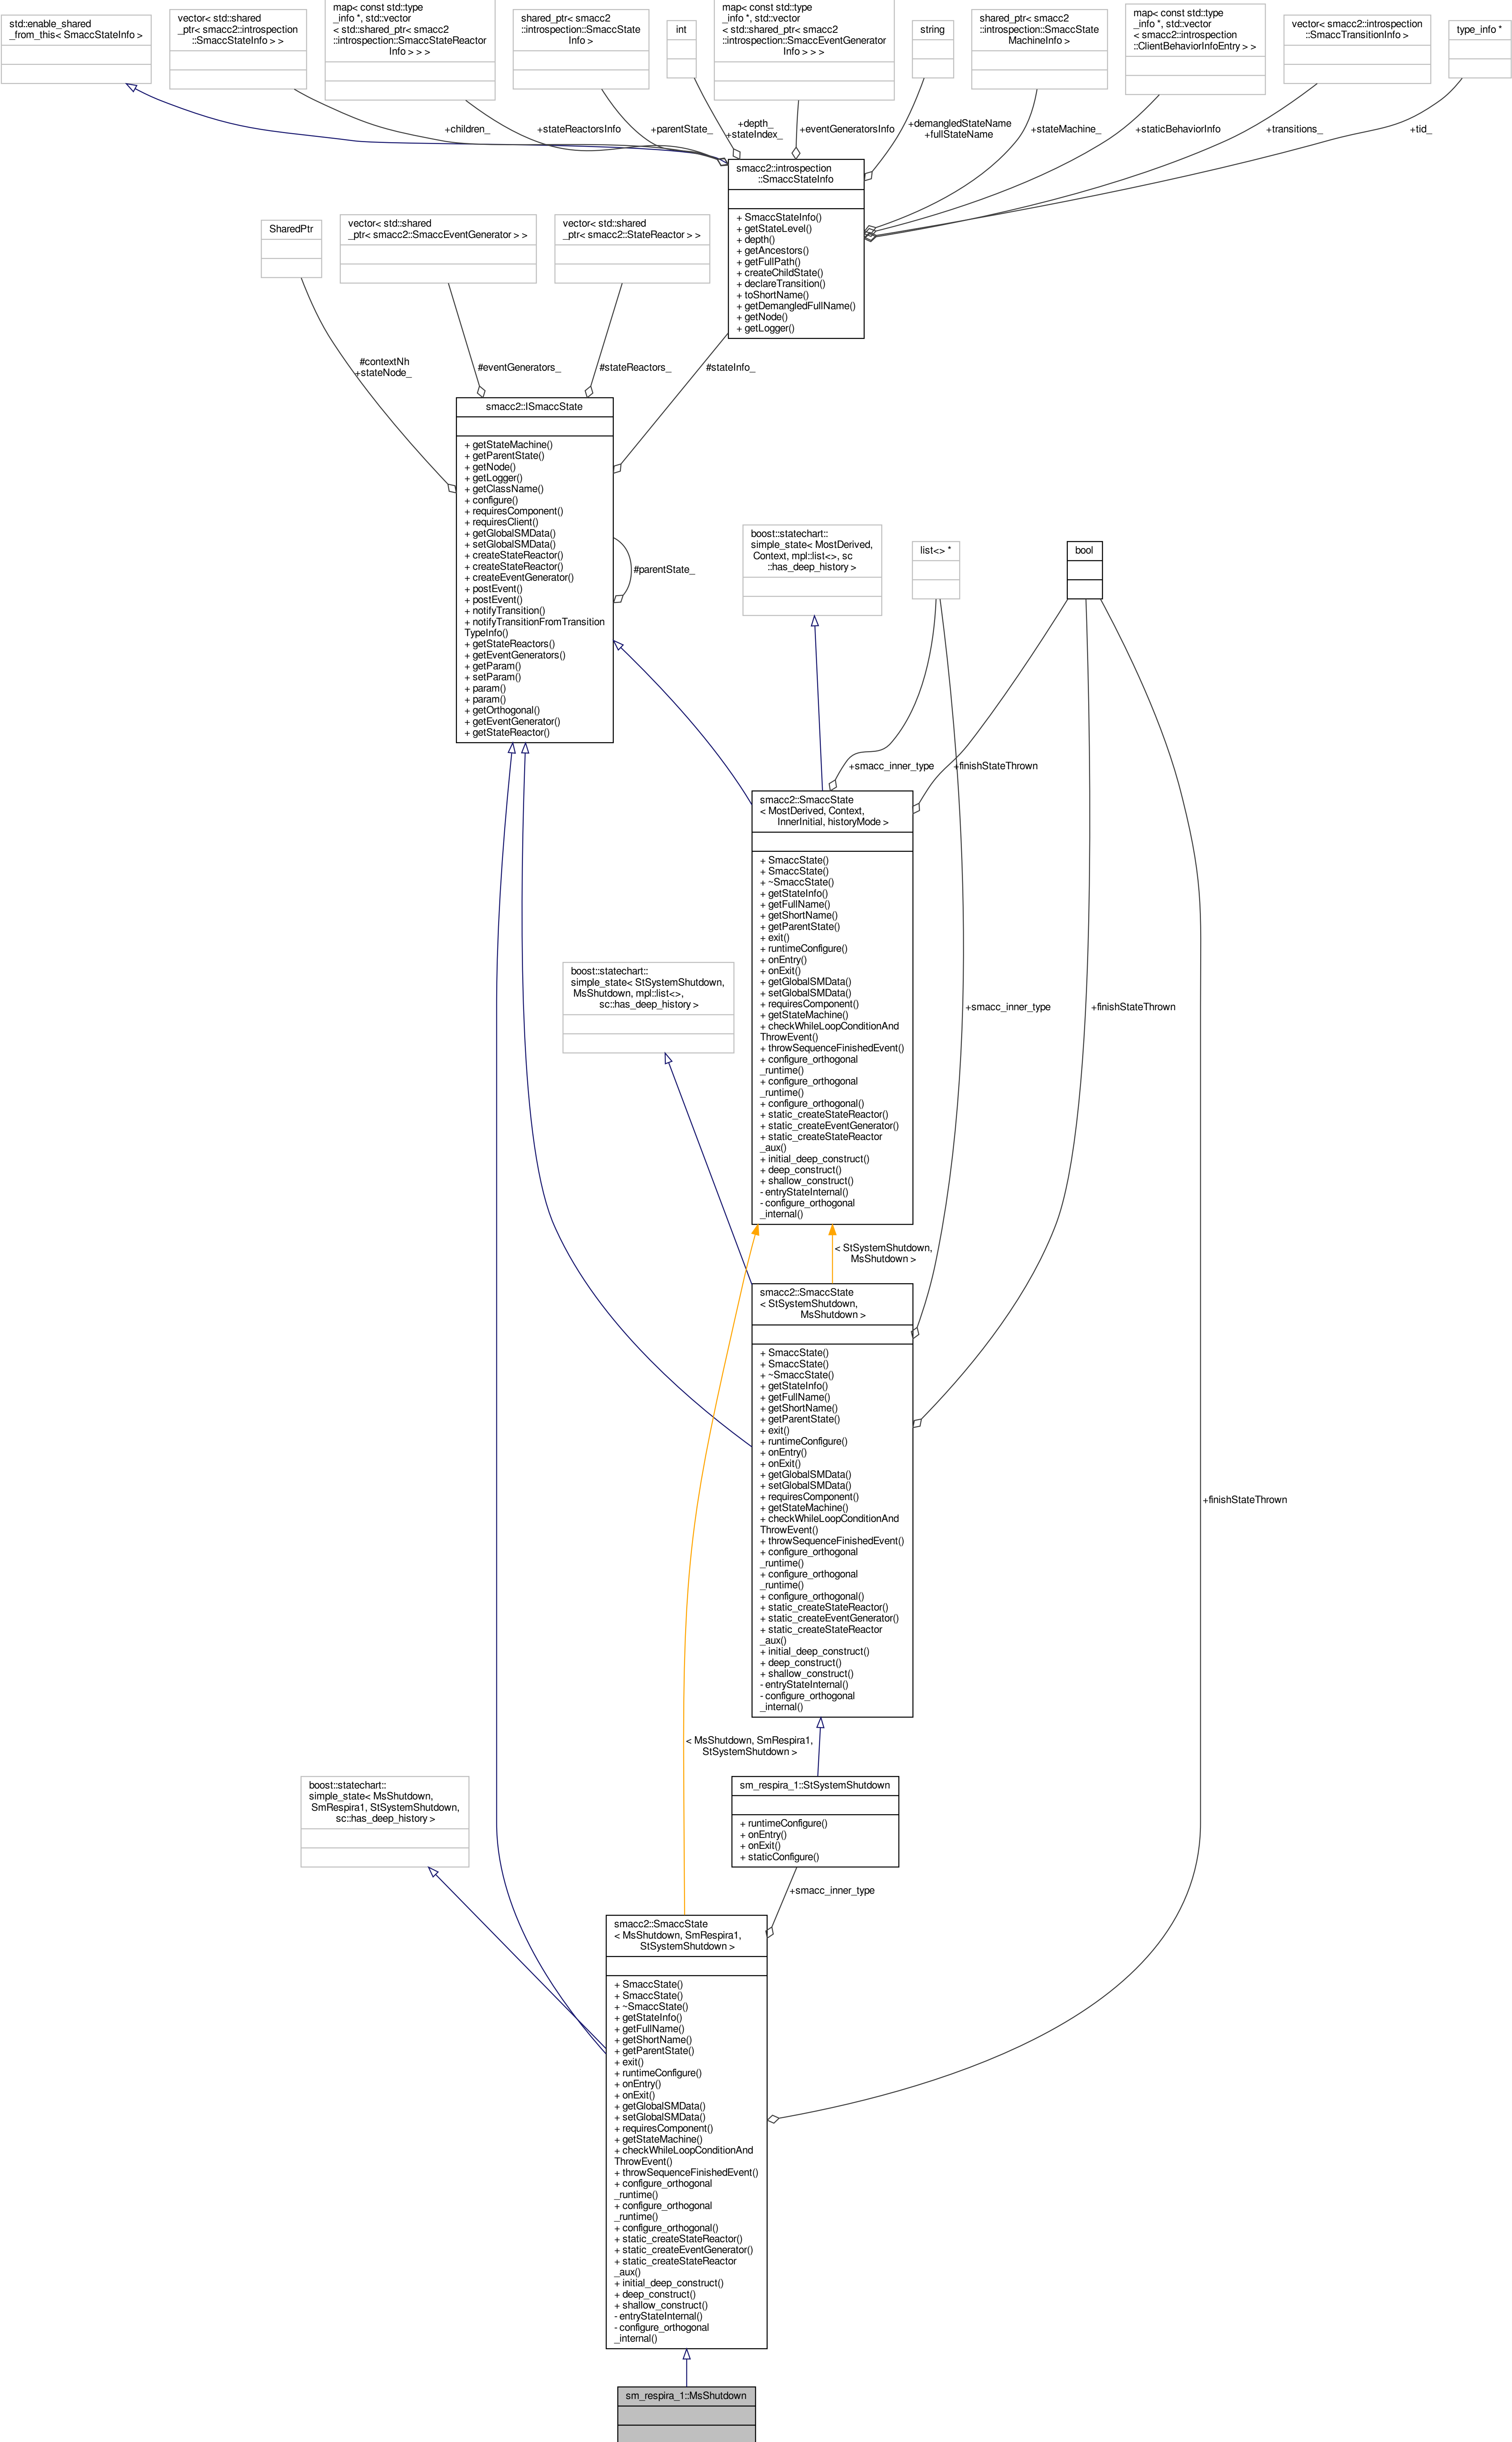 std::enable_shared
_from_this< SmaccStateInfo >
vector< std::shared
_ptr< smacc2::introspection
::SmaccStateInfo > >
map< const std::type
_info *, std::vector
< std::shared_ptr< smacc2
::introspection::SmaccStateReactor
Info > > >
shared_ptr< smacc2
::introspection::SmaccState
Info >
int
map< const std::type
_info *, std::vector
< std::shared_ptr< smacc2
::introspection::SmaccEventGenerator
Info > > >
string
shared_ptr< smacc2
::introspection::SmaccState
MachineInfo >
map< const std::type
_info *, std::vector
< smacc2::introspection
::ClientBehaviorInfoEntry > >
vector< smacc2::introspection
::SmaccTransitionInfo >
type_info *
+children_
+stateReactorsInfo
+parentState_
+depth_
+stateIndex_
+eventGeneratorsInfo
+demangledStateName
+fullStateName
+stateMachine_
+staticBehaviorInfo
+transitions_
+tid_
smacc2::introspection
::SmaccStateInfo
+ SmaccStateInfo()
+ getStateLevel()
+ depth()
+ getAncestors()
+ getFullPath()
+ createChildState()
+ declareTransition()
+ toShortName()
+ getDemangledFullName()
+ getNode()
+ getLogger()
SharedPtr
vector< std::shared
_ptr< smacc2::SmaccEventGenerator > >
vector< std::shared
_ptr< smacc2::StateReactor > >
#contextNh
+stateNode_
#eventGenerators_
#stateReactors_
#stateInfo_
smacc2::ISmaccState
+ getStateMachine()
+ getParentState()
+ getNode()
+ getLogger()
+ getClassName()
+ configure()
+ requiresComponent()
+ requiresClient()
+ getGlobalSMData()
+ setGlobalSMData()
+ createStateReactor()
+ createStateReactor()
+ createEventGenerator()
+ postEvent()
+ postEvent()
+ notifyTransition()
+ notifyTransitionFromTransition
TypeInfo()
+ getStateReactors()
+ getEventGenerators()
+ getParam()
+ setParam()
+ param()
+ param()
+ getOrthogonal()
+ getEventGenerator()
+ getStateReactor()
#parentState_
boost::statechart::
simple_state< MostDerived,
Context, mpl::list<>, sc
::has_deep_history >
list<> *
bool
+smacc_inner_type
+finishStateThrown
smacc2::SmaccState
< MostDerived, Context,
InnerInitial, historyMode >
+ SmaccState()
+ SmaccState()
+ ~SmaccState()
+ getStateInfo()
+ getFullName()
+ getShortName()
+ getParentState()
+ exit()
+ runtimeConfigure()
+ onEntry()
+ onExit()
+ getGlobalSMData()
+ setGlobalSMData()
+ requiresComponent()
+ getStateMachine()
+ checkWhileLoopConditionAnd
ThrowEvent()
+ throwSequenceFinishedEvent()
+ configure_orthogonal
_runtime()
+ configure_orthogonal
_runtime()
+ configure_orthogonal()
+ static_createStateReactor()
+ static_createEventGenerator()
+ static_createStateReactor
_aux()
+ initial_deep_construct()
+ deep_construct()
+ shallow_construct()
- entryStateInternal()
- configure_orthogonal
_internal()
boost::statechart::
simple_state< StSystemShutdown,
MsShutdown, mpl::list<>,
sc::has_deep_history >
+smacc_inner_type
+finishStateThrown
< StSystemShutdown,
MsShutdown >
smacc2::SmaccState
< StSystemShutdown,
MsShutdown >
+ SmaccState()
+ SmaccState()
+ ~SmaccState()
+ getStateInfo()
+ getFullName()
+ getShortName()
+ getParentState()
+ exit()
+ runtimeConfigure()
+ onEntry()
+ onExit()
+ getGlobalSMData()
+ setGlobalSMData()
+ requiresComponent()
+ getStateMachine()
+ checkWhileLoopConditionAnd
ThrowEvent()
+ throwSequenceFinishedEvent()
+ configure_orthogonal
_runtime()
+ configure_orthogonal
_runtime()
+ configure_orthogonal()
+ static_createStateReactor()
+ static_createEventGenerator()
+ static_createStateReactor
_aux()
+ initial_deep_construct()
+ deep_construct()
+ shallow_construct()
- entryStateInternal()
- configure_orthogonal
_internal()
+finishStateThrown
< MsShutdown, SmRespira1,
StSystemShutdown >
boost::statechart::
simple_state< MsShutdown,
SmRespira1, StSystemShutdown,
sc::has_deep_history >
sm_respira_1::StSystemShutdown
+ runtimeConfigure()
+ onEntry()
+ onExit()
+ staticConfigure()
+smacc_inner_type
smacc2::SmaccState
< MsShutdown, SmRespira1,
StSystemShutdown >
+ SmaccState()
+ SmaccState()
+ ~SmaccState()
+ getStateInfo()
+ getFullName()
+ getShortName()
+ getParentState()
+ exit()
+ runtimeConfigure()
+ onEntry()
+ onExit()
+ getGlobalSMData()
+ setGlobalSMData()
+ requiresComponent()
+ getStateMachine()
+ checkWhileLoopConditionAnd
ThrowEvent()
+ throwSequenceFinishedEvent()
+ configure_orthogonal
_runtime()
+ configure_orthogonal
_runtime()
+ configure_orthogonal()
+ static_createStateReactor()
+ static_createEventGenerator()
+ static_createStateReactor
_aux()
+ initial_deep_construct()
+ deep_construct()
+ shallow_construct()
- entryStateInternal()
- configure_orthogonal
_internal()
sm_respira_1::MsShutdown